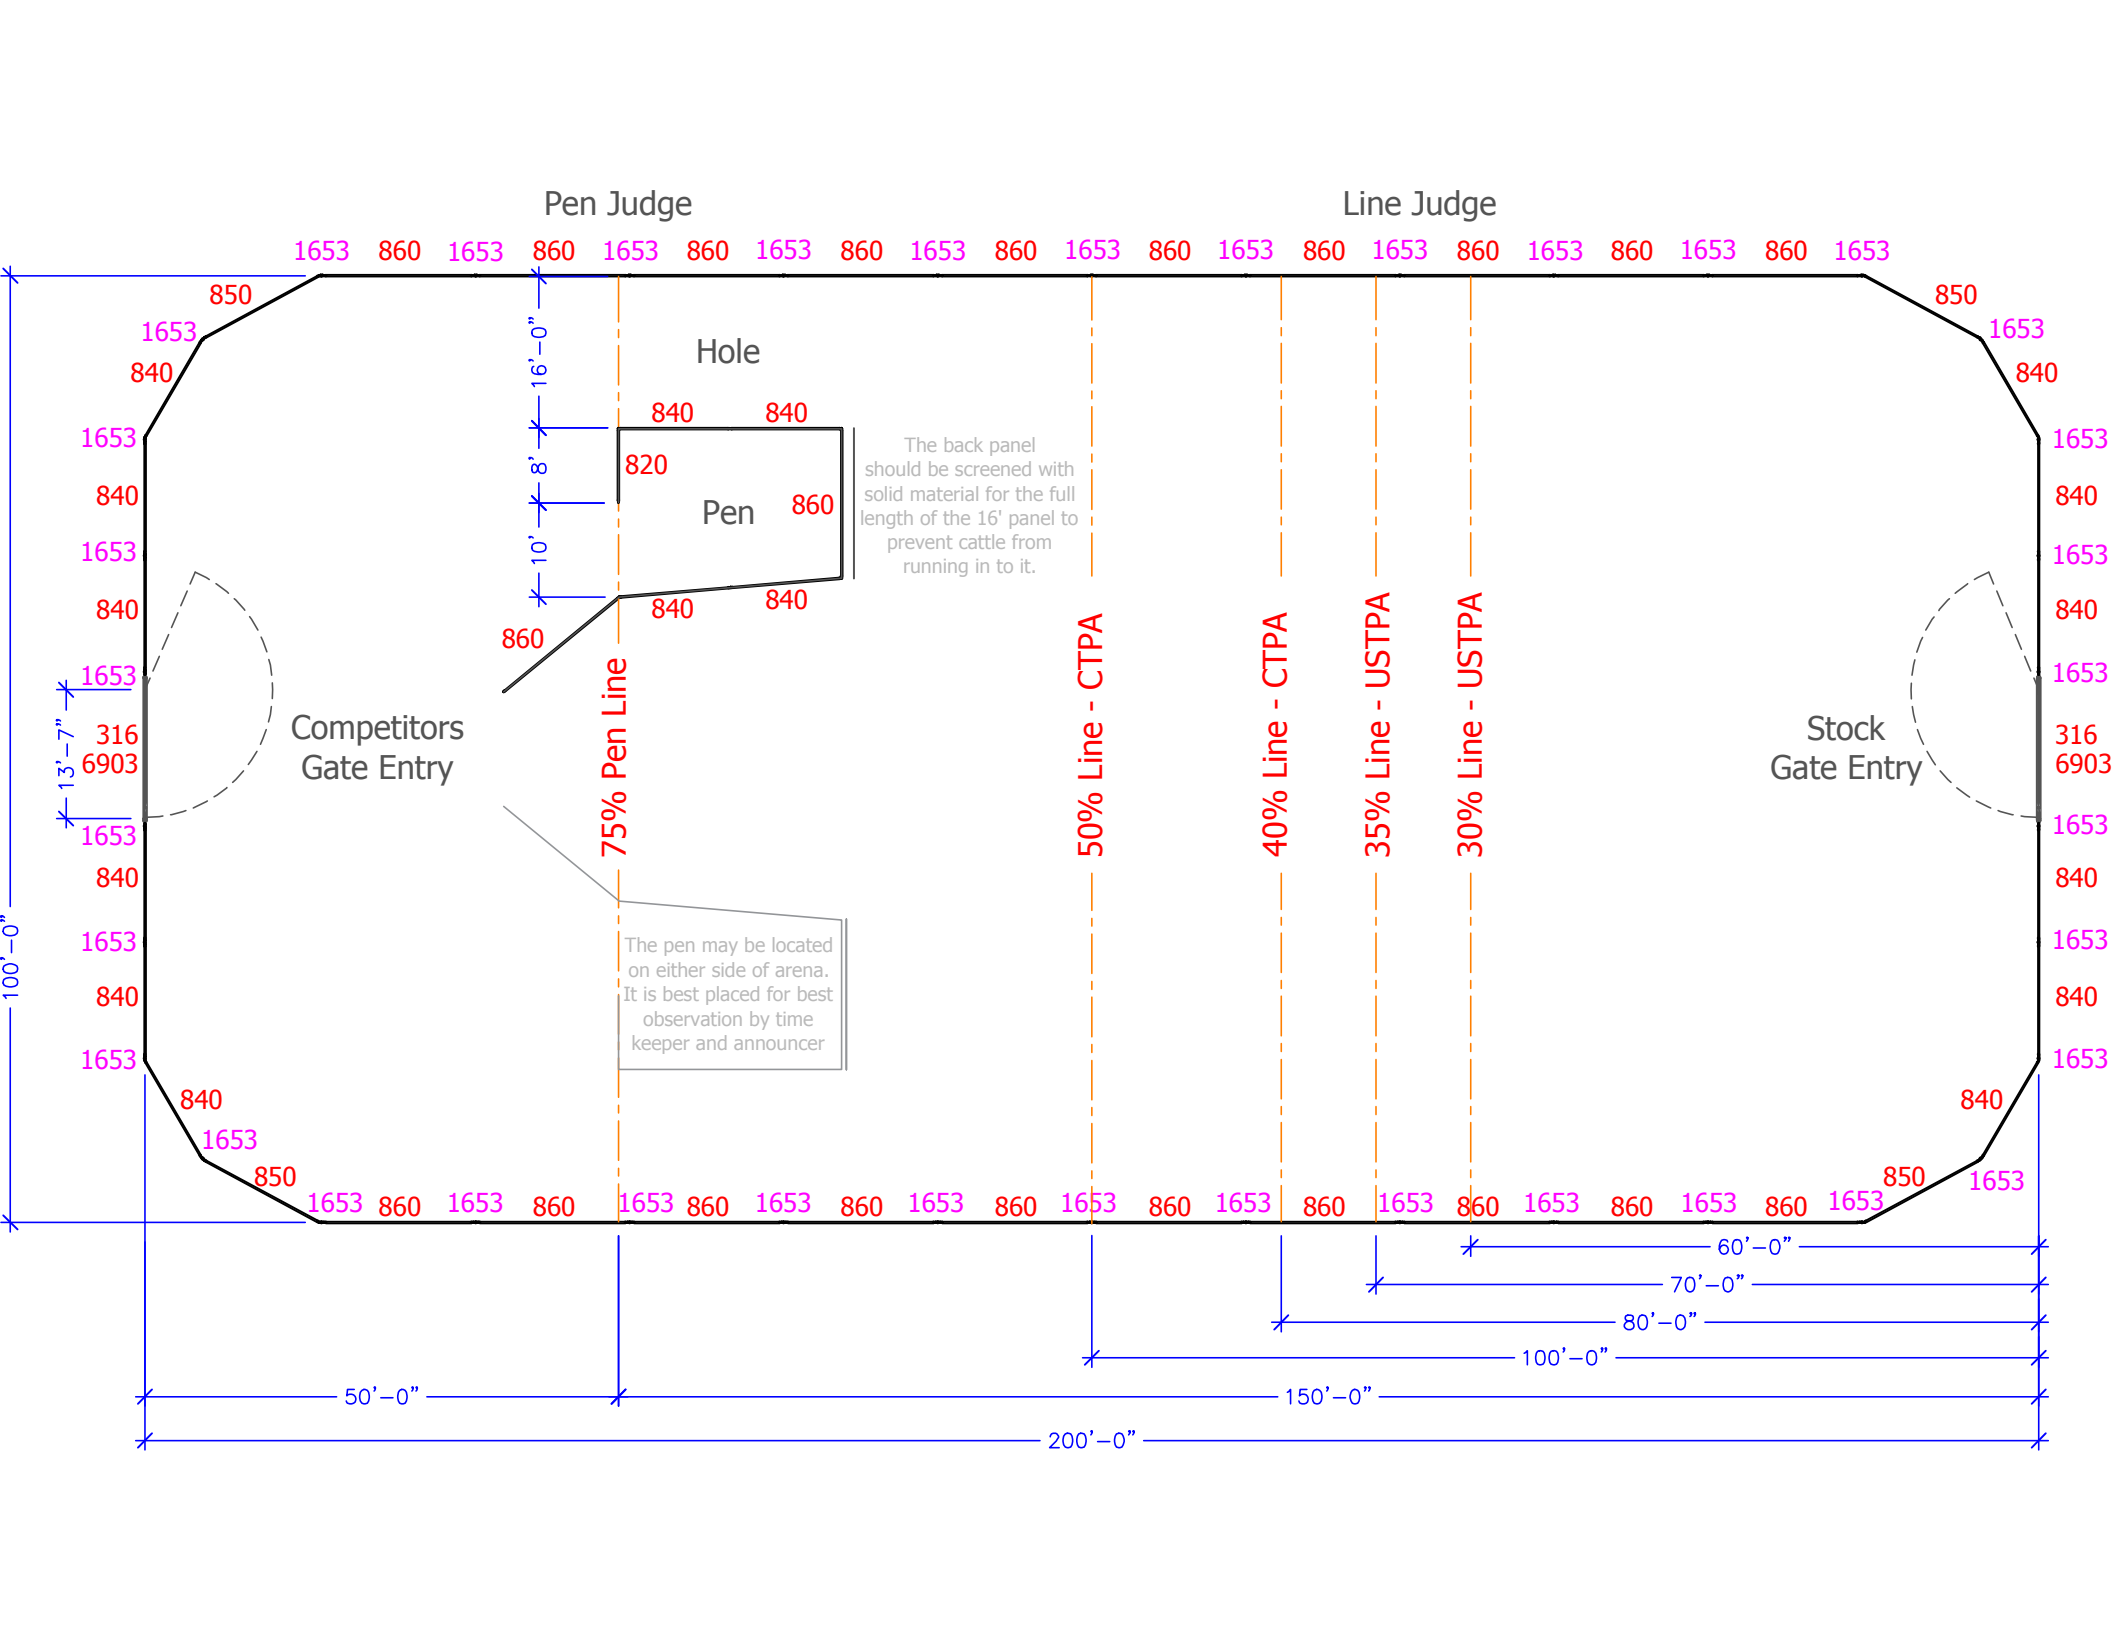 Pen Judge
Line Judge
1653 860 1653 860 1653 860 1653 860 1653 860 1653 860 1653 860 1653 860 1653 860 1653 860 1653
850
850
1653
1653
840
840
16'-0"
Hole
840 840
1653
1653
820
8'
860
Pen
The back panel
should be screened with
solid material for the full
length of the 16' panel to
prevent cattle from
running in to it.
840
840
1653
1653
10'
840
840
840
840
860
1653
1653
75% Pen Line
50% Line - CTPA
40% Line - CTPA
35% Line - USTPA
30% Line - USTPA
13'-7"
316
6903
Competitors
Gate Entry
Stock
Gate Entry
316
6903
1653
1653
840
840
100'-0"
1653
1653
The pen may be located
on either side of arena.
It is best placed for best
observation by time
keeper and announcer
840
840
1653
1653
840
840
1653
1653
850
850
1653 860 1653 860 1653 860 1653 860 1653 860 1653 860 1653 860 1653 860 1653 860 1653 860 1653
60'-0"
70'-0"
80'-0"
100'-0"
50'-0"
150'-0"
200'-0"